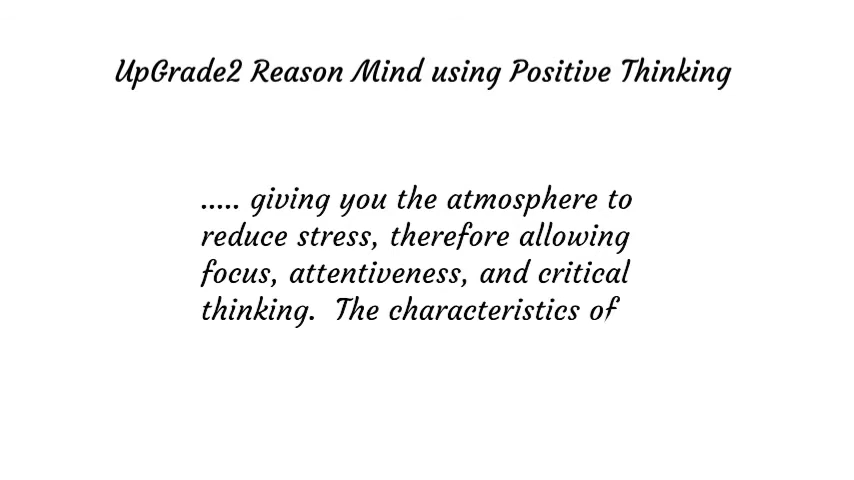 UpGrade2 Reason Mind using Positive Thinking
..... giving you the atmosphere to
reduce stress, therefore allowing
focus, attentiveness, and critical
thinking.  The characteristics of